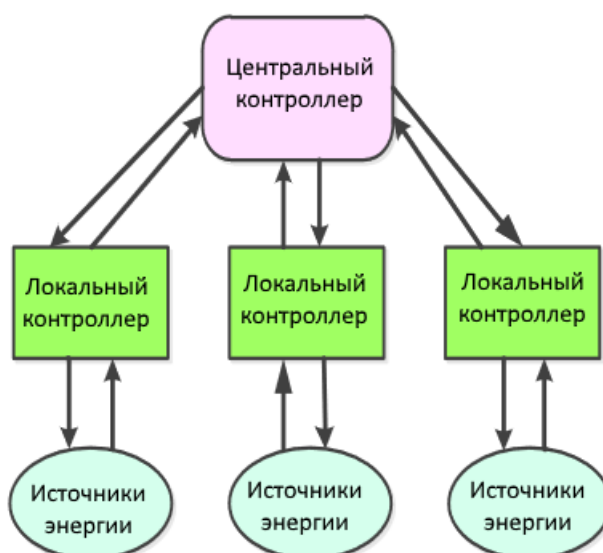 Центральный
контроллер
Локальный
контроллер
Локальный
контроллер
Локальный
контроллер
Источники
энергии
Источники
энергии
Источники
энергии